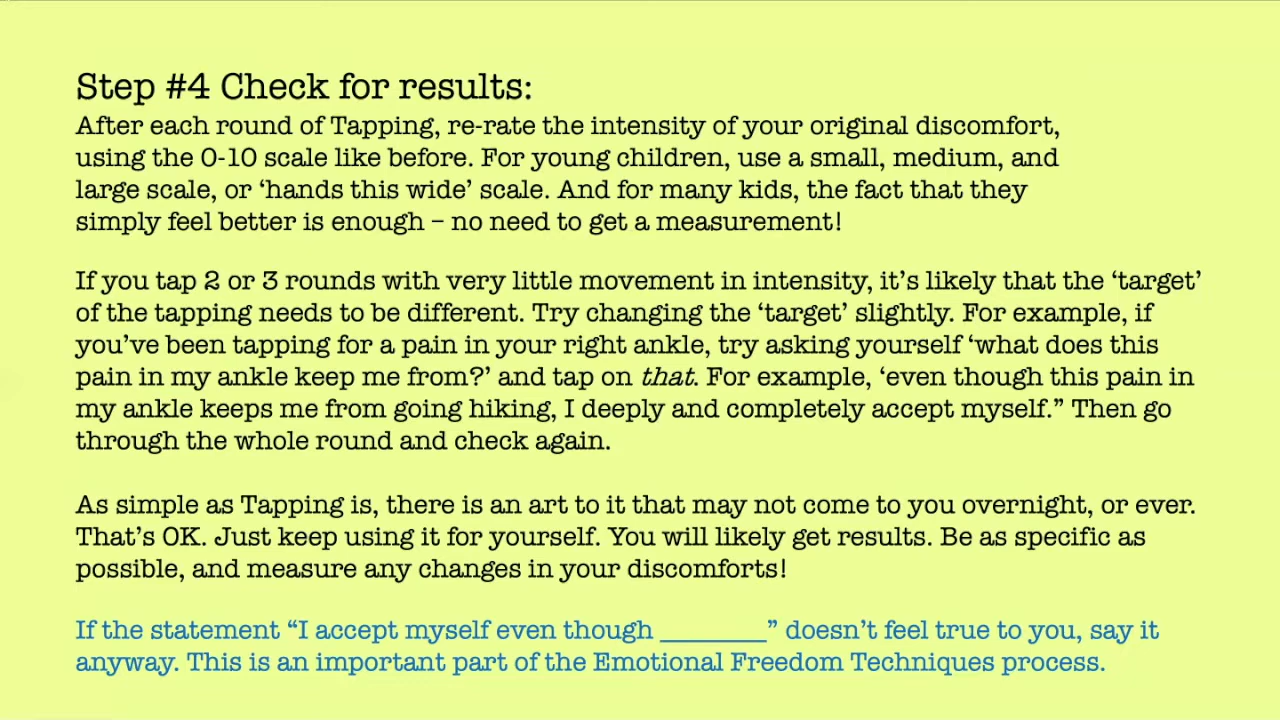 Step #4 Check for results:
After each round of Tapping, re-rate the intensity of your original discomfort,
using the 0-10 scale like before. For young children, use a small, medium, and
large scale, or ‘hands this wide’ scale. And for many kids, the fact that they
simply feel better is enough – no need to get a measurement!
If you tap 2 or 3 rounds with very little movement in intensity, it’s likely that the ‘target’
of the tapping needs to be different. Try changing the ‘target’ slightly. For example, if
you’ve been tapping for a pain in your right ankle, try asking yourself ‘what does this
pain in my ankle keep me from?’ and tap on that. For example, ‘even though this pain in
my ankle keeps me from going hiking, I deeply and completely accept myself.” Then go
through the whole round and check again.
As simple as Tapping is, there is an art to it that may not come to you overnight, or ever.
That’s OK. Just keep using it for yourself. You will likely get results. Be as specific as
possible, and measure any changes in your discomforts!
If the statement “I accept myself even though ________” doesn’t feel true to you, say it
anyway. This is an important part of the Emotional Freedom Techniques process.